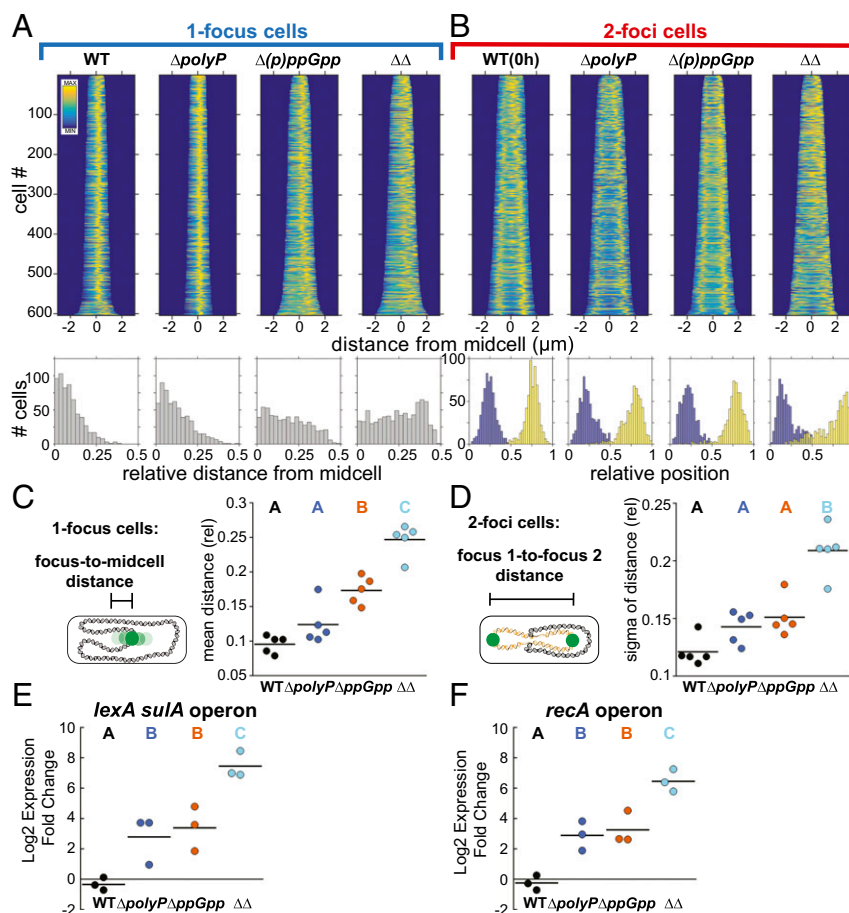 A
1-focus cells
B
2-foci cells
WT ΔpolyP Δ(p)ppGpp ΔΔ WT(0h) ΔpolyP Δ(p)ppGpp ΔΔ
MAX
MIN
cell #
100
200
300
400
500
600
-2 0 2 -2 0 2 -2 0 2 -2 0 2 -2 0 2 -2 0 2 -2 0 2 -2 0 2
distance from midcell (μm)
# cells
100
50
0
100
50
0
0 0.25 0.5 0 0.25 0.5 0 0.25 0.5 0 0.25 0.5 0 0.5 1 0 0.5 1 0 0.5 1 0 0.5 1
relative distance from midcell
relative position
C
1-focus cells:
focus-to-midcell
distance
mean distance (rel)
0.3
0.25
0.2
0.15
0.1
0.05
A A B C
WT ΔpolyP ΔppGpp ΔΔ
D
2-foci cells:
focus 1-to-focus 2
distance
sigma of distance (rel)
0.25
0.2
0.15
0.1
A A A B
WT ΔpolyP ΔppGpp ΔΔ
E
lexA sulA operon
A B B C
Log2 Expression
Fold Change
10
8
6
4
2
0
-2
WT ΔpolyP ΔppGpp ΔΔ
F
recA operon
A B B C
Log2 Expression
Fold Change
10
8
6
4
2
0
-2
WT ΔpolyP ΔppGpp ΔΔ